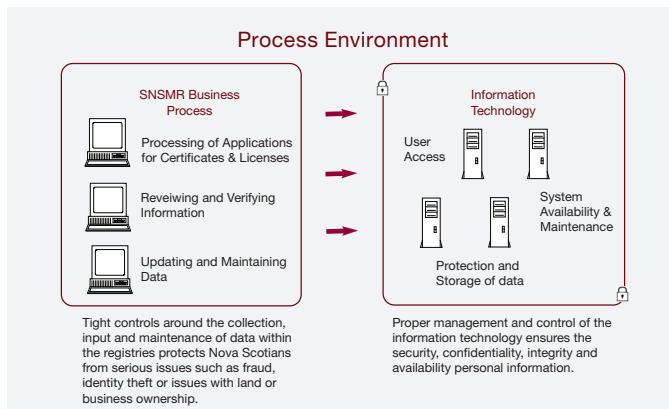 Process Environment
SNSMR Business
Process
Processing of Applications
for Certificates & Licenses
Reveiwing and Verifying
Information
Updating and Maintaining
Data
Information
Technology
User
Access
System
Availability &
Maintenance
Protection and
Storage of data
Tight controls around the collection,
input and maintenance of data within
the registries protects Nova Scotians
from serious issues such as fraud,
identity theft or issues with land or
business ownership.
Proper management and control of the
information technology ensures the
security, confidentiality, integrity and
availability personal information.